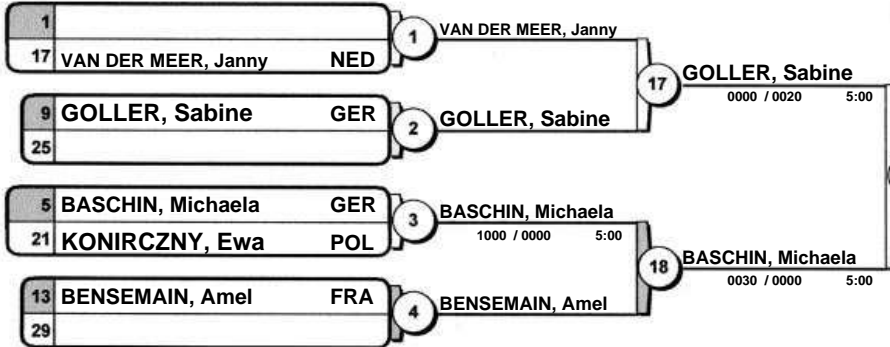 1
17 VAN DER MEER, Janny NED
1 VAN DER MEER, Janny
9 GOLLER, Sabine GER
25
2 GOLLER, Sabine
17 GOLLER, Sabine
0000 / 0020 5:00
5 BASCHIN, Michaela GER
21 KONIRCZNY, Ewa POL
3 BASCHIN, Michaela
1000 / 0000 5:00
13 BENSEMAIN, Amel FRA
29
4 BENSEMAIN, Amel
18 BASCHIN, Michaela
0030 / 0000 5:00